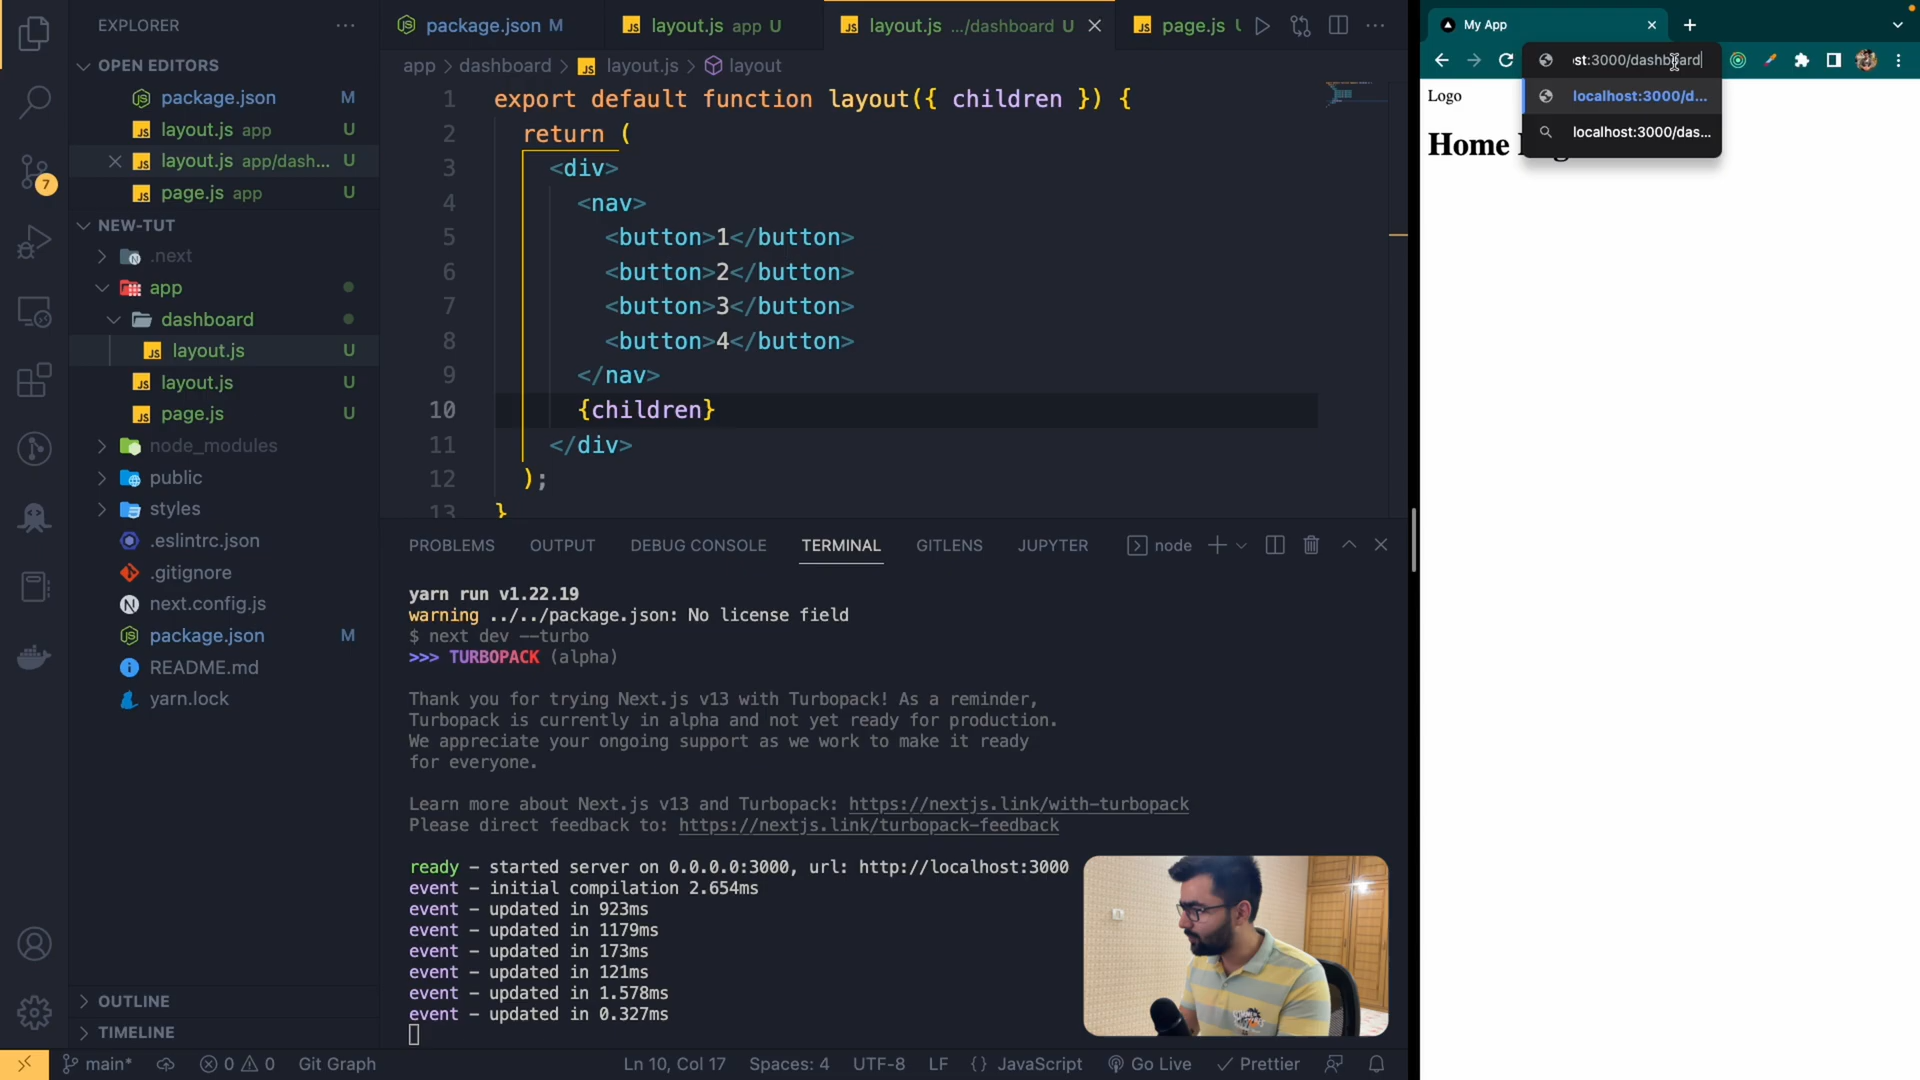 EXPLORER
OPEN EDITORS
package.json M
layout.js app U
layout.js app/dash... U
page.js app U
NEW-TUT
.next
app
dashboard
layout.js U
layout.js U
page.js U
node_modules
public
styles
.eslintrc.json
.gitignore
next.config.js
package.json M
README.md
yarn.lock
OUTLINE
TIMELINE
7
package.json M
layout.js app U
layout.js .../dashboard U
page.js
app > dashboard > layout.js > layout
1 export default function layout({ children }) {
2 return (
3 <div>
4 <nav>
5 <button>1</button>
6 <button>2</button>
7 <button>3</button>
8 <button>4</button>
9 </nav>
10 {children}
11 </div>
12 );
13 }
PROBLEMS OUTPUT DEBUG CONSOLE TERMINAL GITLENS JUPYTER node
yarn run v1.22.19
warning ../../package.json: No license field
$ next dev --turbo
>>> TURBOPACK (alpha)
Thank you for trying Next.js v13 with Turbopack! As a reminder,
Turbopack is currently in alpha and not yet ready for production.
We appreciate your ongoing support as we work to make it ready
for everyone.
Learn more about Next.js v13 and Turbopack: https://nextjs.link/with-turbopack
Please direct feedback to: https://nextjs.link/turbopack-feedback
ready - started server on 0.0.0.0:3000, url: http://localhost:3000
event - initial compilation 2.654ms
event - updated in 923ms
event - updated in 1179ms
event - updated in 173ms
event - updated in 121ms
event - updated in 1.578ms
event - updated in 0.327ms
main* 0 0 Git Graph Ln 10, Col 17 Spaces: 4 UTF-8 LF {} JavaScript Go Live Prettier
My App
st:3000/dashboard
localhost:3000/d...
localhost:3000/das...
Logo
Home